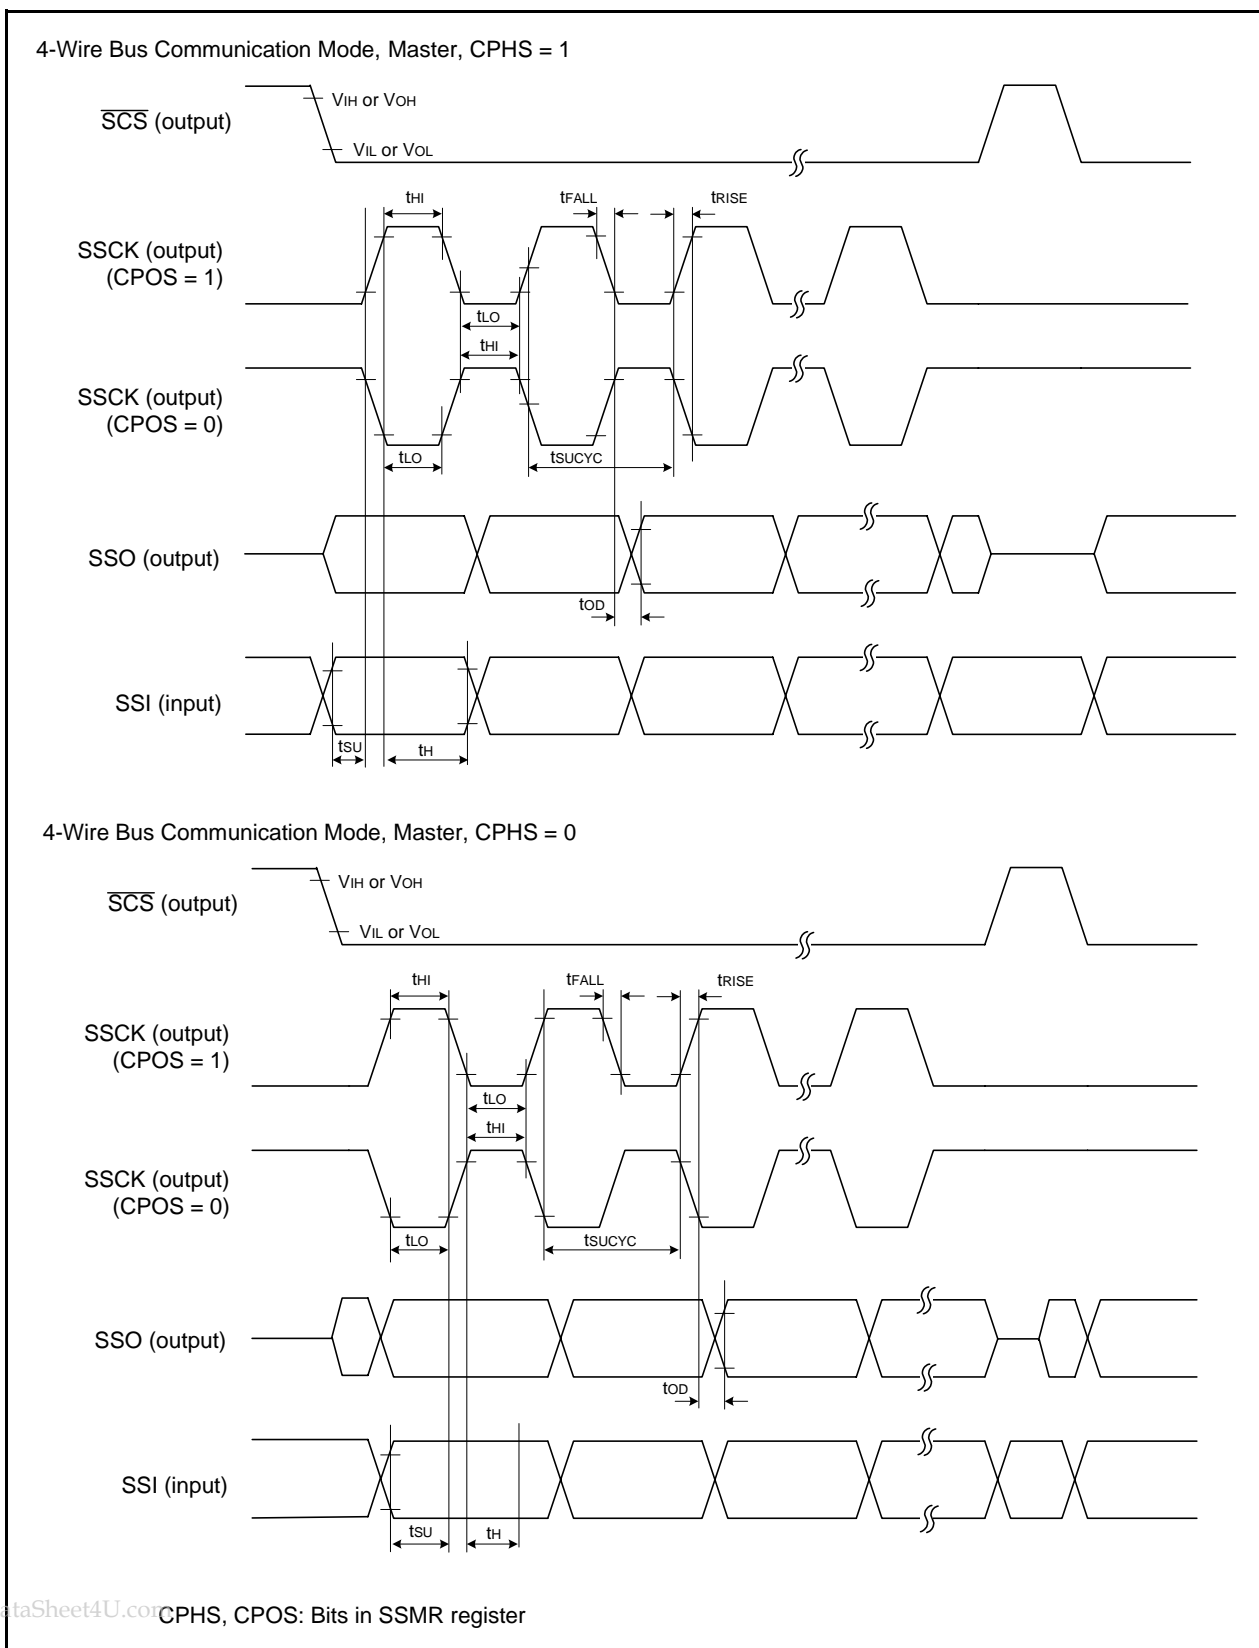 4-Wire Bus Communication Mode, Master, CPHS = 1
SCS (output)
VIH or VOH
VIL or VOL
tHI
tFALL
tRISE
SSCK (output)
(CPOS = 1)
tLO
tHI
SSCK (output)
(CPOS = 0)
tLO
tSUCYC
SSO (output)
tOD
SSI (input)
tSU
tH
4-Wire Bus Communication Mode, Master, CPHS = 0
SCS (output)
VIH or VOH
VIL or VOL
tHI
tFALL
tRISE
SSCK (output)
(CPOS = 1)
tLO
tHI
SSCK (output)
(CPOS = 0)
tLO
tSUCYC
SSO (output)
tOD
SSI (input)
tSU
tH
ataSheet4U.com
CPHS, CPOS: Bits in SSMR register